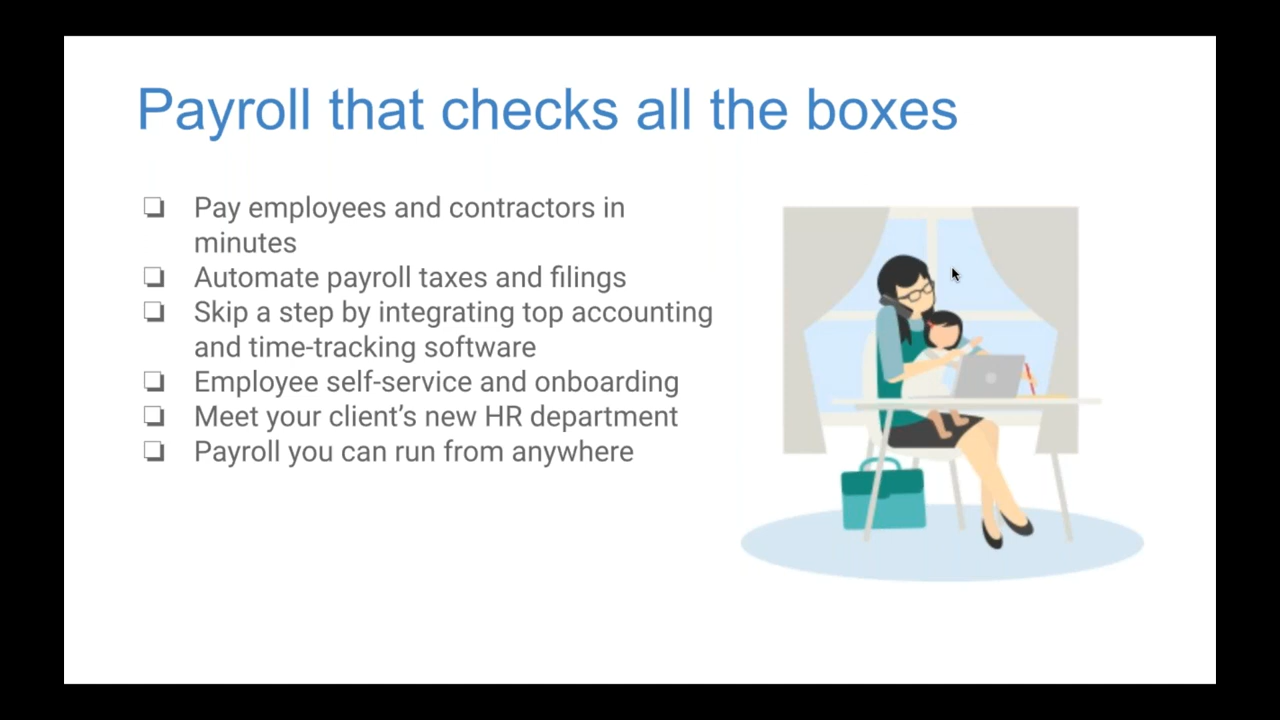 Payroll that checks all the boxes
❏ Pay employees and contractors in
minutes
❏ Automate payroll taxes and filings
❏ Skip a step by integrating top accounting
and time-tracking software
❏ Employee self-service and onboarding
❏ Meet your client’s new HR department
❏ Payroll you can run from anywhere